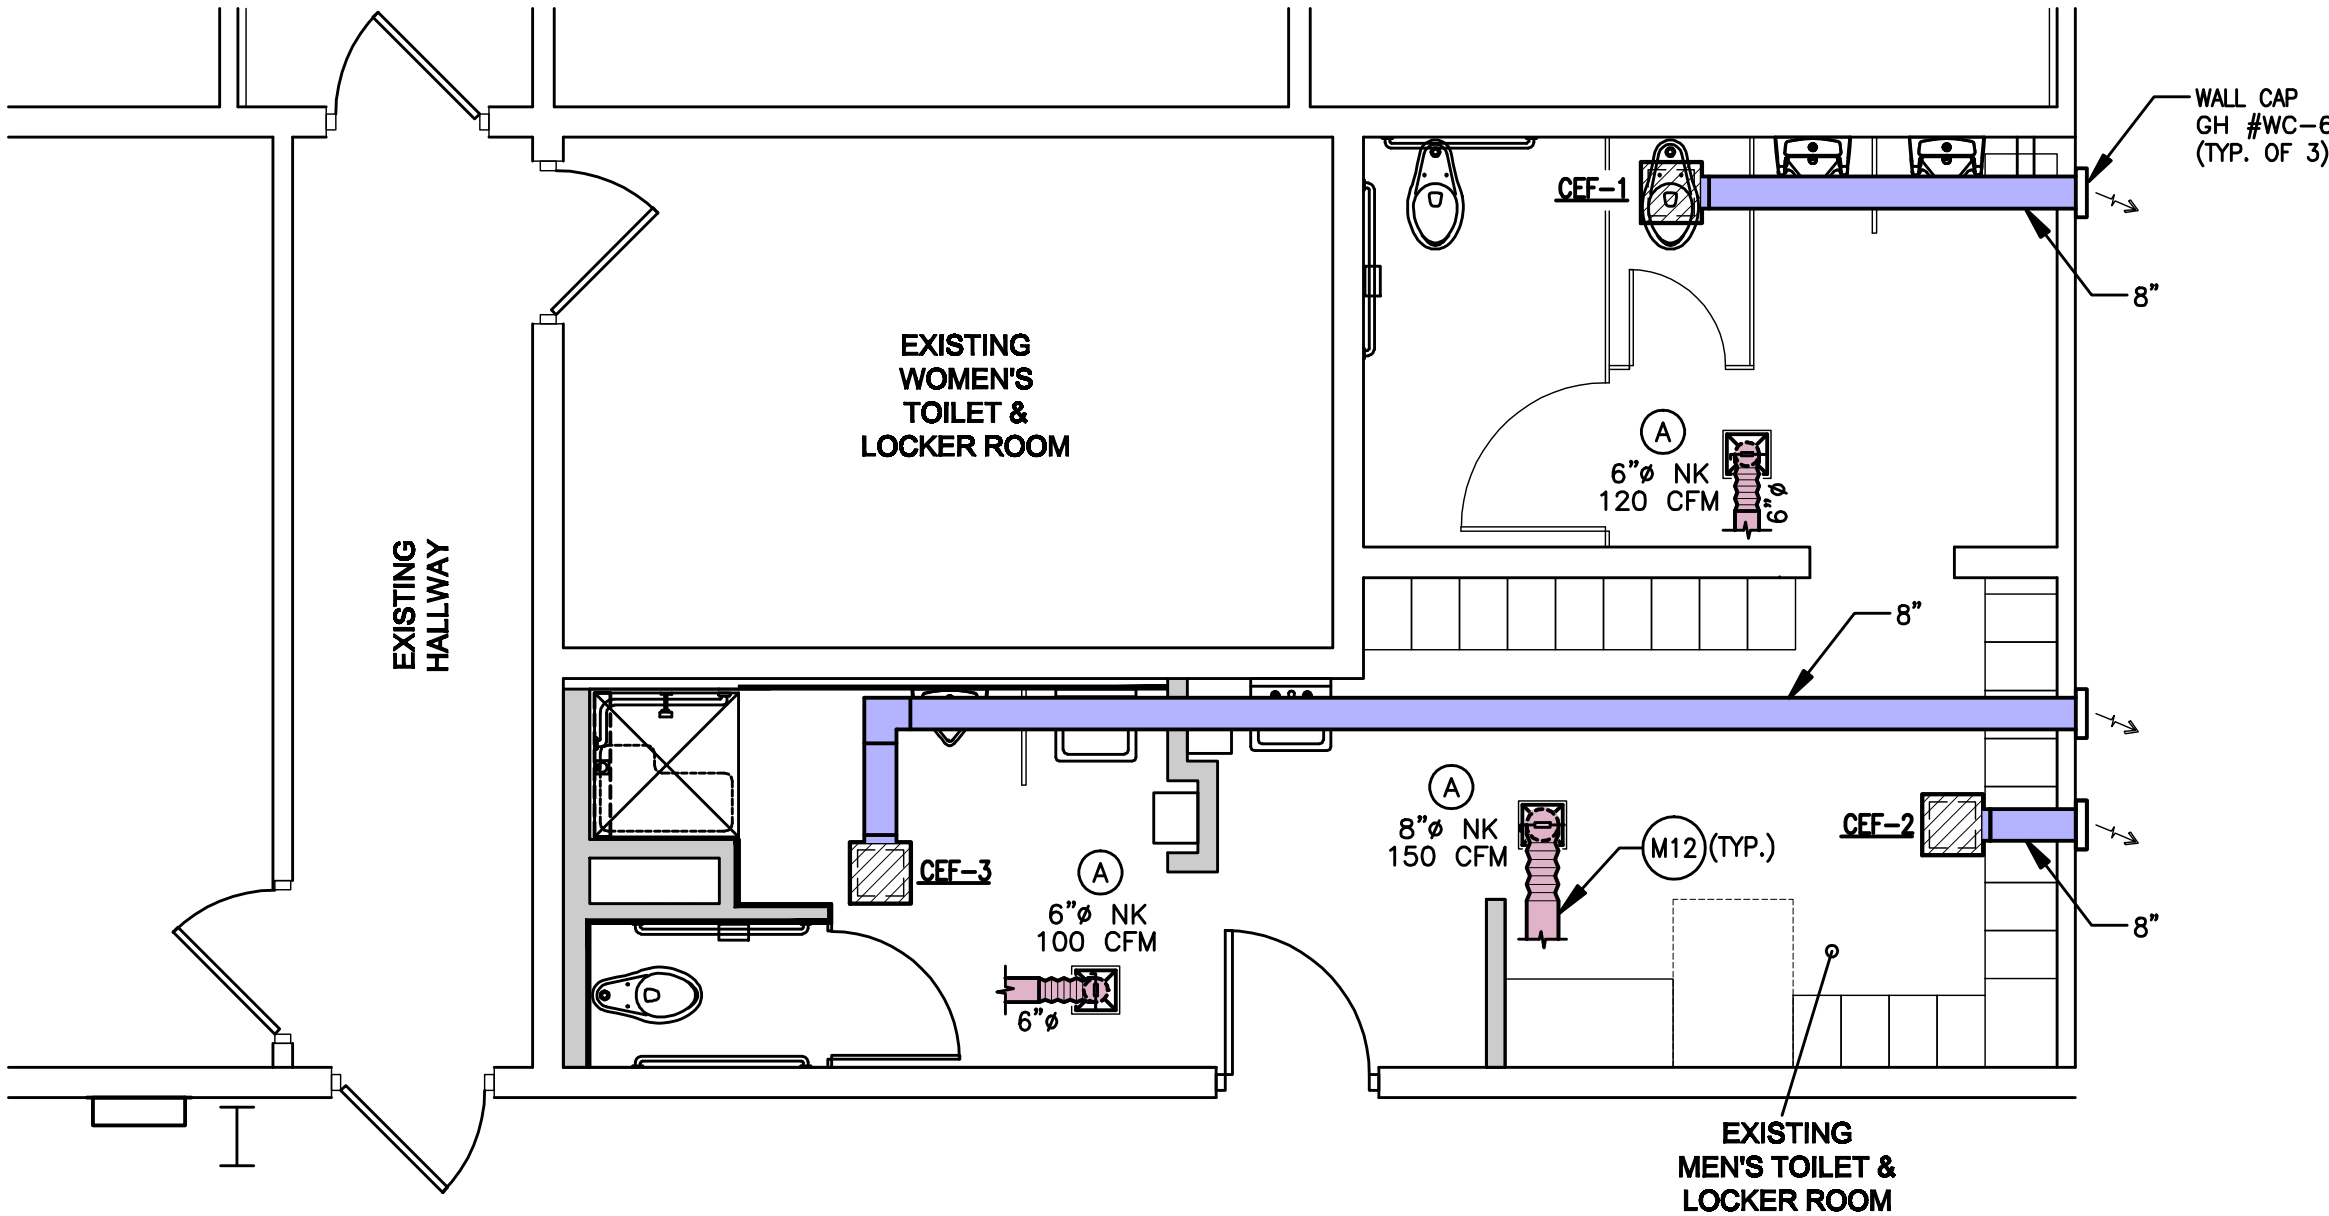 WALL CAP
GH #WC-6
(TYP. OF 3)
CEF-1
8"
EXISTING
WOMEN'S
TOILET &
LOCKER ROOM
A
6"ø NK
120 CFM
6"ø
EXISTING
HALLWAY
8"
A
8"ø NK
150 CFM
M12 (TYP.)
CEF-2
8"
CEF-3
A
6"ø NK
100 CFM
6"ø
EXISTING
MEN'S TOILET &
LOCKER ROOM